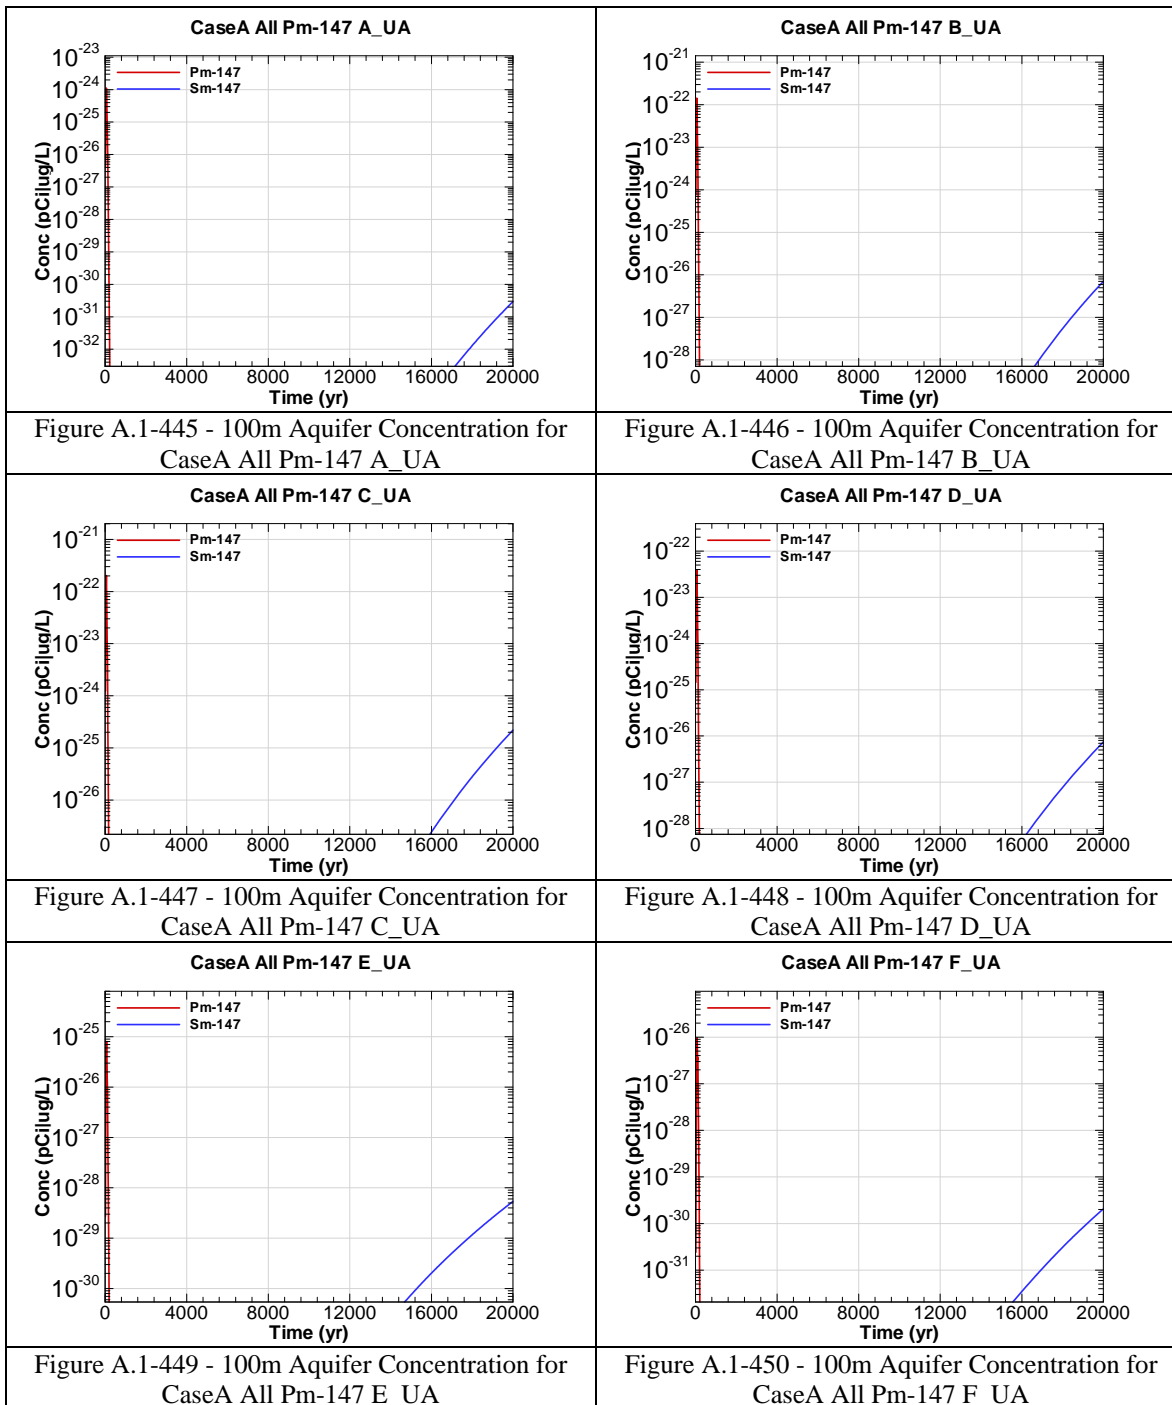 CaseA All Pm-147 A_UA
Pm-147
Sm-147
10-23
10-24
10-25
10-26
10-27
10-28
10-29
10-30
10-31
10-32
Conc (pCi|ug/L)
0 4000 8000 12000 16000 20000
Time (yr)
Figure A.1-445 - 100m Aquifer Concentration for
CaseA All Pm-147 A_UA
CaseA All Pm-147 B_UA
Pm-147
Sm-147
10-21
10-22
10-23
10-24
10-25
10-26
10-27
10-28
Conc (pCi|ug/L)
0 4000 8000 12000 16000 20000
Time (yr)
Figure A.1-446 - 100m Aquifer Concentration for
CaseA All Pm-147 B_UA
CaseA All Pm-147 C_UA
Pm-147
Sm-147
10-21
10-22
10-23
10-24
10-25
10-26
Conc (pCi|ug/L)
0 4000 8000 12000 16000 20000
Time (yr)
Figure A.1-447 - 100m Aquifer Concentration for
CaseA All Pm-147 C_UA
CaseA All Pm-147 D_UA
Pm-147
Sm-147
10-22
10-23
10-24
10-25
10-26
10-27
10-28
Conc (pCi|ug/L)
0 4000 8000 12000 16000 20000
Time (yr)
Figure A.1-448 - 100m Aquifer Concentration for
CaseA All Pm-147 D_UA
CaseA All Pm-147 E_UA
Pm-147
Sm-147
10-25
10-26
10-27
10-28
10-29
10-30
Conc (pCi|ug/L)
0 4000 8000 12000 16000 20000
Time (yr)
Figure A.1-449 - 100m Aquifer Concentration for
CaseA All Pm-147 E_UA
CaseA All Pm-147 F_UA
Pm-147
Sm-147
10-26
10-27
10-28
10-29
10-30
10-31
Conc (pCi|ug/L)
0 4000 8000 12000 16000 20000
Time (yr)
Figure A.1-450 - 100m Aquifer Concentration for
CaseA All Pm-147 F_UA